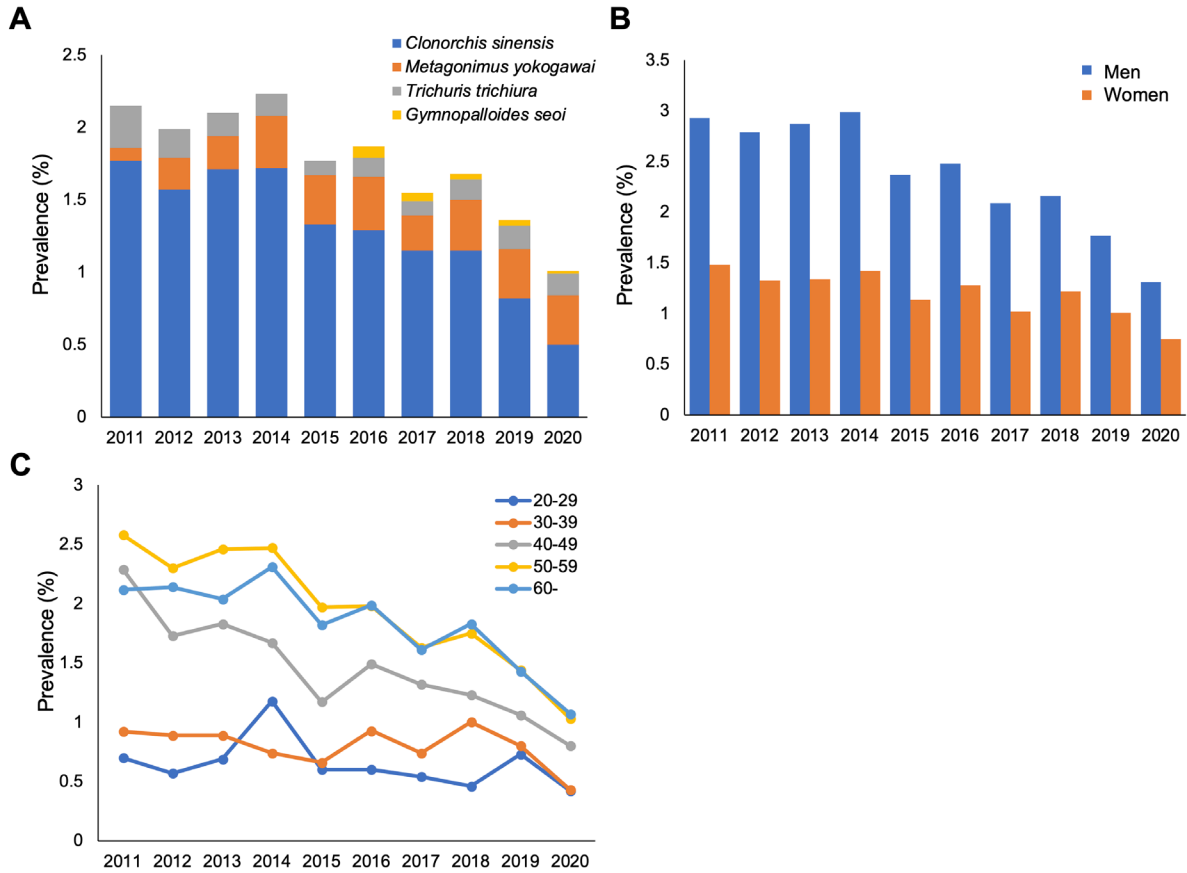 A
Prevalence (%)
2.5
2
1.5
1
0.5
0
Clonorchis sinensis
Metagonimus yokogawai
Trichuris trichiura
Gymnopalloides seoi
2011 2012 2013 2014 2015 2016 2017 2018 2019 2020
B
Prevalence (%)
3.5
3
2.5
2
1.5
1
0.5
0
Men
Women
2011 2012 2013 2014 2015 2016 2017 2018 2019 2020
C
Prevalence (%)
3
2.5
2
1.5
1
0.5
0
20-29
30-39
40-49
50-59
60-
2011 2012 2013 2014 2015 2016 2017 2018 2019 2020